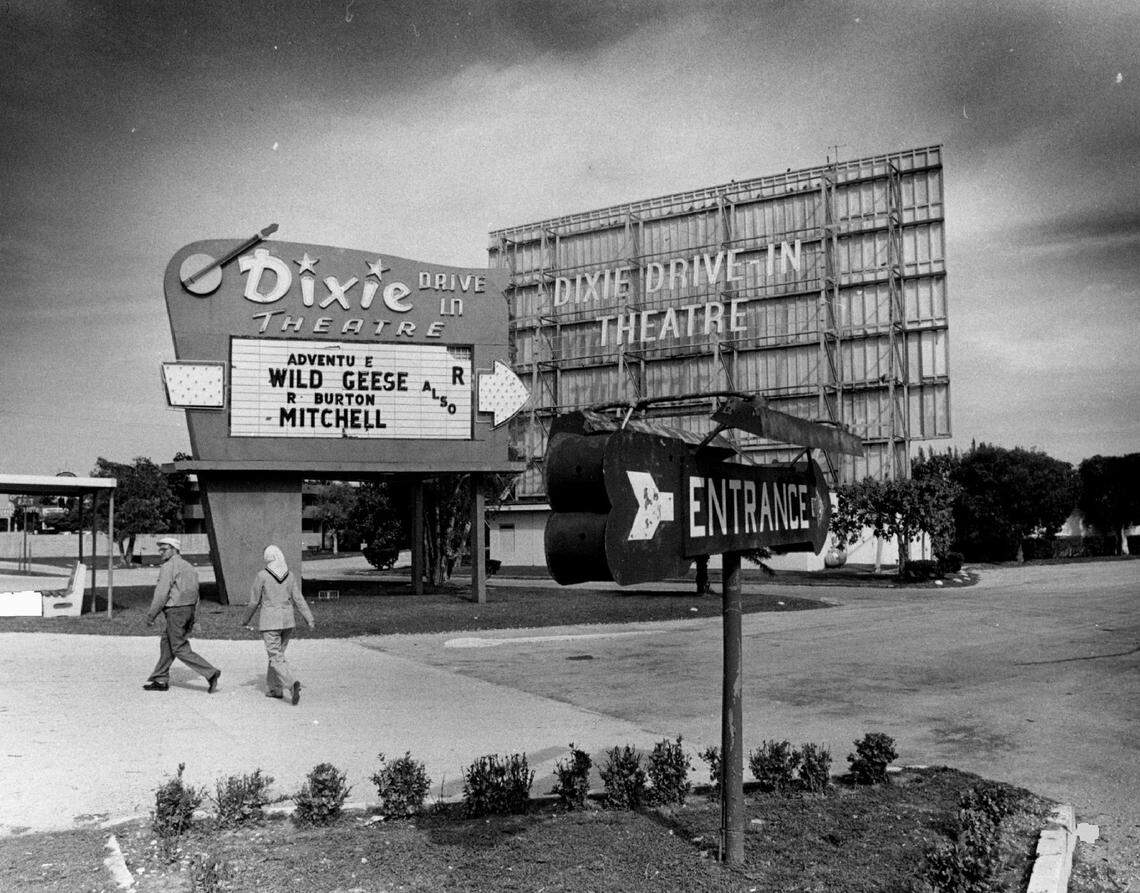 Dixie DRIVE
IN
THEATRE
ADVENTU E R
WILD GEESE ALSO
R BURTON
MITCHELL
DIXIE DRIVE-IN
THEATRE
ENTRANCE